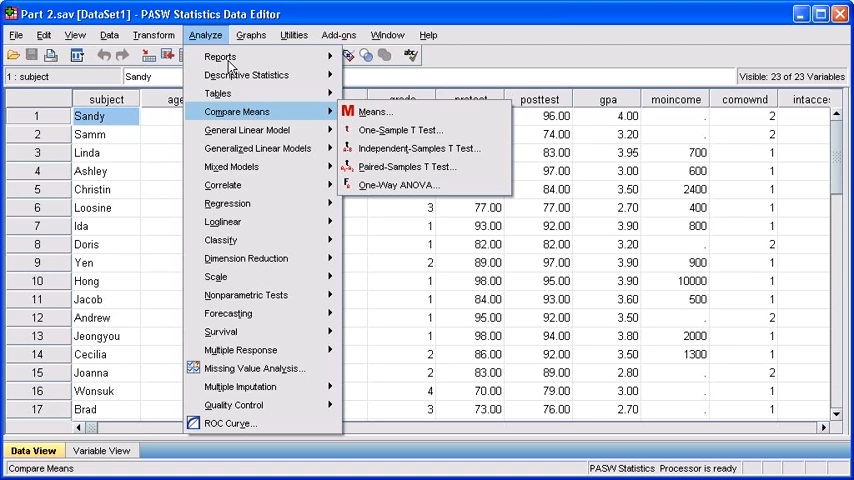 Part 2.sav [DataSet1] - PASW Statistics Data Editor
File Edit View Data Transform Analyze Graphs Utilities Add-ons Window Help
1 : subject Sandy Visible: 23 of 23 Variables
Reports
Descriptive Statistics
Tables
Compare Means
General Linear Model
Generalized Linear Models
Mixed Models
Correlate
Regression
Loglinear
Classify
Dimension Reduction
Scale
Nonparametric Tests
Forecasting
Survival
Multiple Response
Missing Value Analysis...
Multiple Imputation
Quality Control
ROC Curve...
Means...
One-Sample T Test...
Independent-Samples T Test...
Paired-Samples T Test...
One-Way ANOVA...
subject age grade pretest posttest gpa moincome comownd intacces
1 Sandy 96.00 4.00 . 2
2 Samm 74.00 3.20 . 2
3 Linda 83.00 3.95 700 1
4 Ashley 97.00 3.00 600 1
5 Christin 84.00 3.50 2400 1
6 Loosine 3 77.00 77.00 2.70 400 1
7 Ida 1 93.00 92.00 3.90 800 1
8 Doris 1 82.00 82.00 3.20 . 2
9 Yen 2 89.00 97.00 3.90 900 1
10 Hong 1 98.00 95.00 3.90 10000 1
11 Jacob 1 84.00 93.00 3.60 500 1
12 Andrew 1 95.00 92.00 3.50 . 2
13 Jeongyou 1 98.00 94.00 3.80 2000 1
14 Cecilia 2 86.00 92.00 3.50 1300 1
15 Joanna 2 83.00 89.00 2.80 . 2
16 Wonsuk 4 70.00 79.00 3.00 . 1
17 Brad 3 73.00 76.00 2.70 . 1
Data View Variable View
Compare Means PASW Statistics Processor is ready